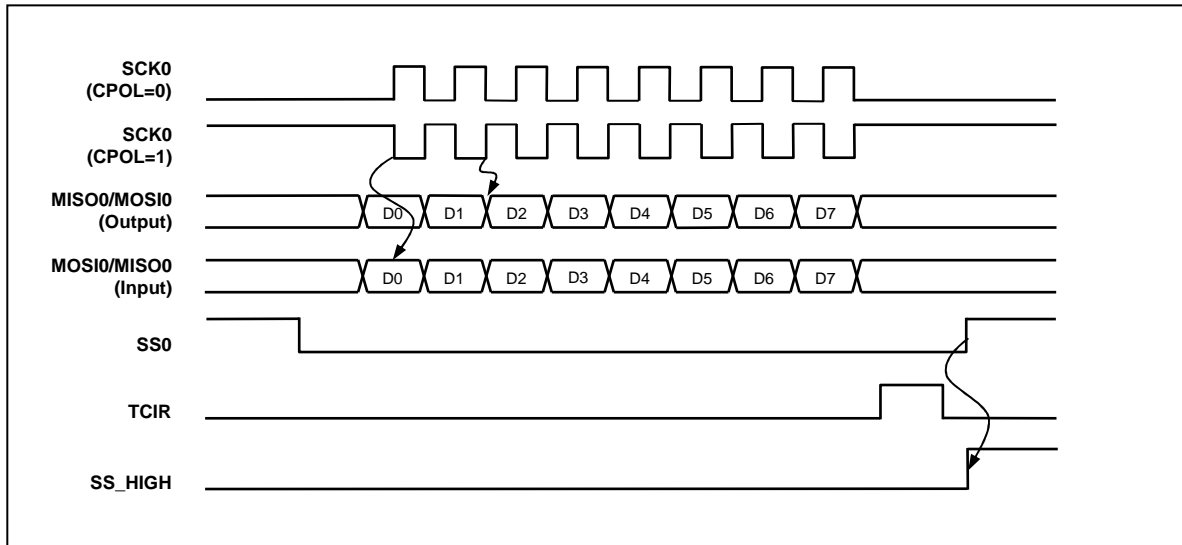 SCK0
(CPOL=0)
SCK0
(CPOL=1)
MISO0/MOSI0
(Output)
D0 D1 D2 D3 D4 D5 D6 D7
MOSI0/MISO0
(Input)
D0 D1 D2 D3 D4 D5 D6 D7
SS0
TCIR
SS_HIGH